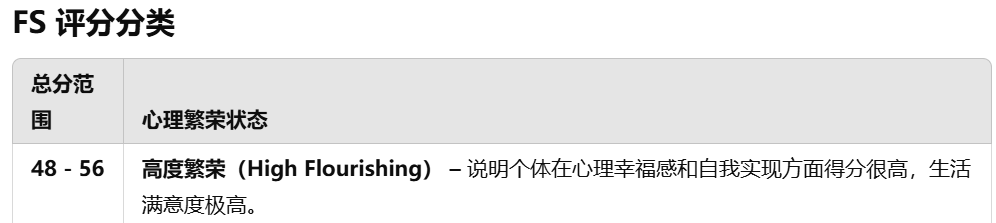 FS 评分分类
总分范
围
心理繁荣状态
48 - 56
高度繁荣（High Flourishing） – 说明个体在心理幸福感和自我实现方面得分很高，生活
满意度极高。